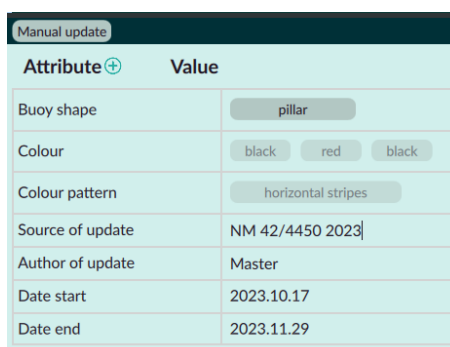 Manual update
Attribute Value
Buoy shape pillar
Colour black red black
Colour pattern horizontal stripes
Source of update NM 42/4450 2023
Author of update Master
Date start 2023.10.17
Date end 2023.11.29